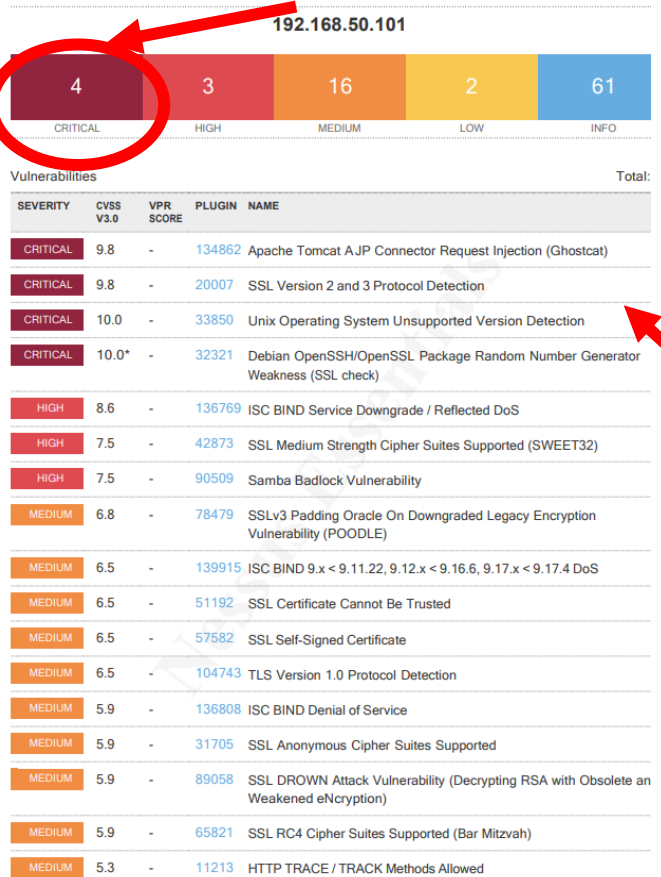 192.168.50.101
4 3 16 2 61
CRITICAL HIGH MEDIUM LOW INFO
Vulnerabilities Total:
SEVERITY CVSS V3.0 VPR SCORE PLUGIN NAME
CRITICAL 9.8 - 134862 Apache Tomcat AJP Connector Request Injection (Ghostcat)
CRITICAL 9.8 - 20007 SSL Version 2 and 3 Protocol Detection
CRITICAL 10.0 - 33850 Unix Operating System Unsupported Version Detection
CRITICAL 10.0* - 32321 Debian OpenSSH/OpenSSL Package Random Number Generator
Weakness (SSL check)
HIGH 8.6 - 136769 ISC BIND Service Downgrade / Reflected DoS
HIGH 7.5 - 42873 SSL Medium Strength Cipher Suites Supported (SWEET32)
HIGH 7.5 - 90509 Samba Badlock Vulnerability
MEDIUM 6.8 - 78479 SSLv3 Padding Oracle On Downgraded Legacy Encryption
Vulnerability (POODLE)
MEDIUM 6.5 - 139915 ISC BIND 9.x < 9.11.22, 9.12.x < 9.16.6, 9.17.x < 9.17.4 DoS
MEDIUM 6.5 - 51192 SSL Certificate Cannot Be Trusted
MEDIUM 6.5 - 57582 SSL Self-Signed Certificate
MEDIUM 6.5 - 104743 TLS Version 1.0 Protocol Detection
MEDIUM 5.9 - 136808 ISC BIND Denial of Service
MEDIUM 5.9 - 31705 SSL Anonymous Cipher Suites Supported
MEDIUM 5.9 - 89058 SSL DROWN Attack Vulnerability (Decrypting RSA with Obsolete an
Weakened eNcryption)
MEDIUM 5.9 - 65821 SSL RC4 Cipher Suites Supported (Bar Mitzvah)
MEDIUM 5.3 - 11213 HTTP TRACE / TRACK Methods Allowed
Nessus Essentials